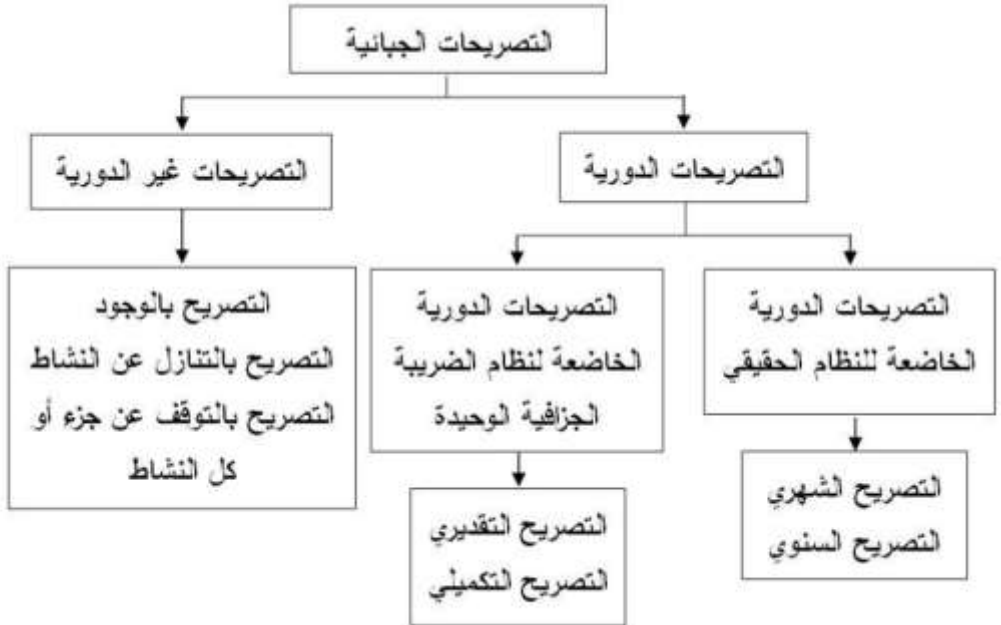 التصريحات الجبائية
التصريحات الدورية
التصريحات غير الدورية
التصريحات الدورية
الخاضعة للنظام الحقيقي
التصريحات الدورية
الخاضعة لنظام الضريبة
الجزافية الوحيدة
التصريح بالوجود
التصريح بالتنازل عن النشاط
التصريح بالتوقف عن جزء أو
كل النشاط
التصريح الشهري
التصريح السنوي
التصريح التقديري
التصريح التكميلي